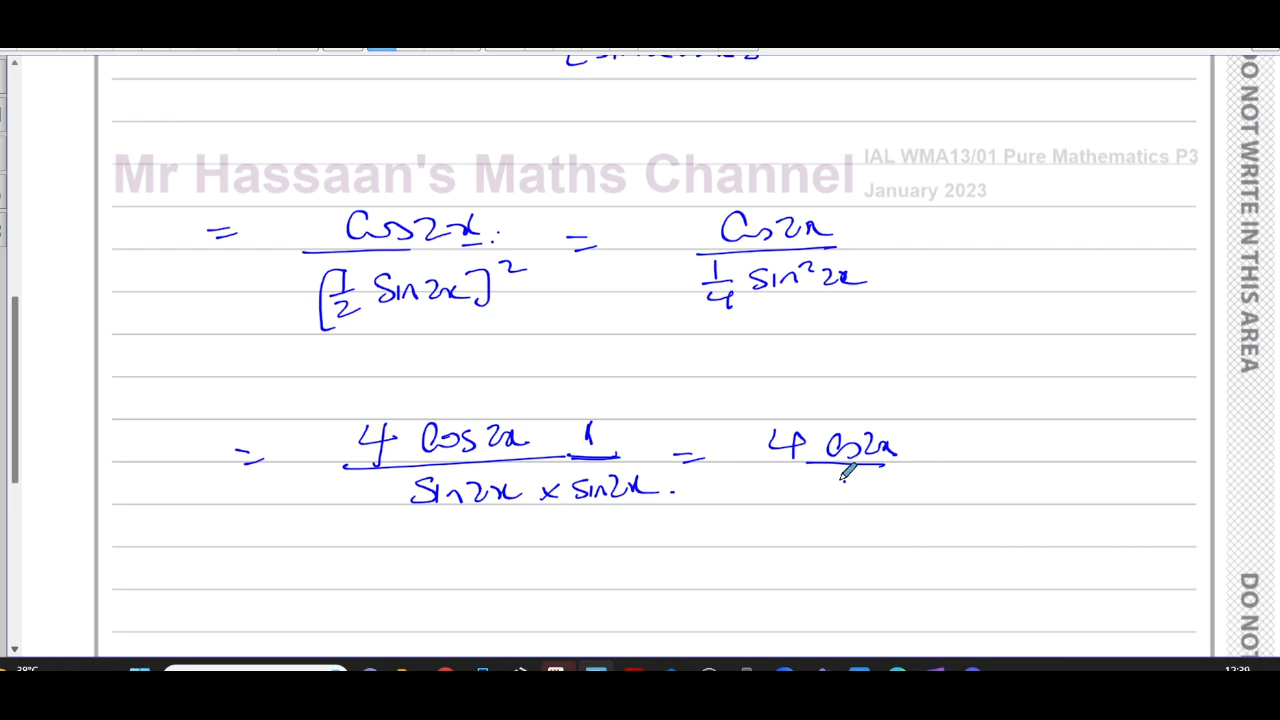 Mr Hassaan's Maths Channel
IAL WMA13/01 Pure Mathematics P3
January 2023
= Cos2x / [1/2 Sin2x]^2 = Cos2x / 1/4 Sin^2 2x
= 4 Cos2x 1 / Sin2x × Sin2x . = 4 Cos2x
DO NOT WRITE IN THIS AREA
DO NO
12:39